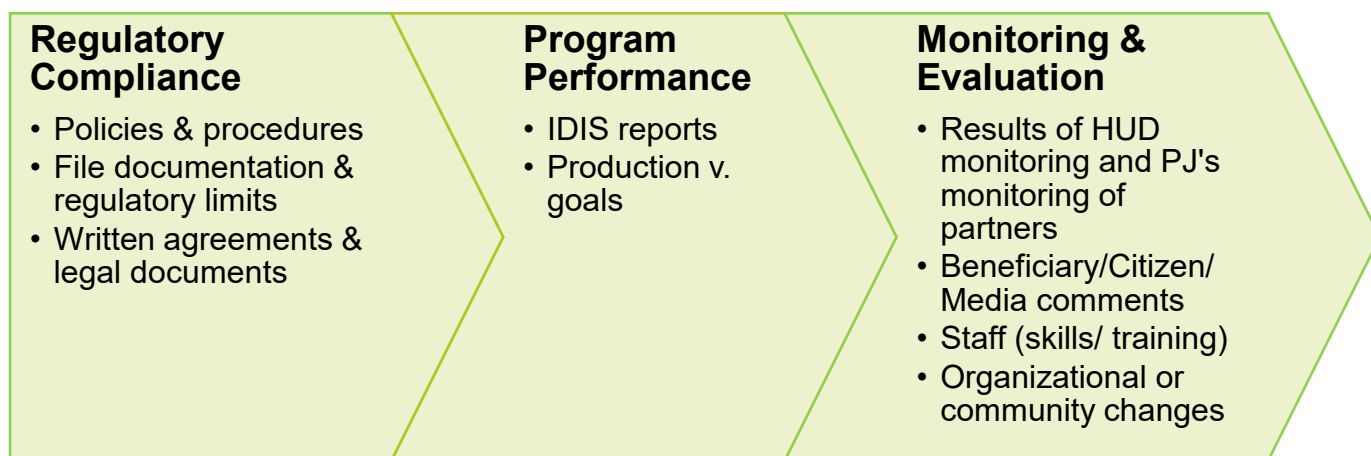 Regulatory
Compliance
• Policies & procedures
• File documentation &
regulatory limits
• Written agreements &
legal documents
Program
Performance
• IDIS reports
• Production v.
goals
Monitoring &
Evaluation
• Results of HUD
monitoring and PJ's
monitoring of
partners
• Beneficiary/Citizen/
Media comments
• Staff (skills/ training)
• Organizational or
community changes